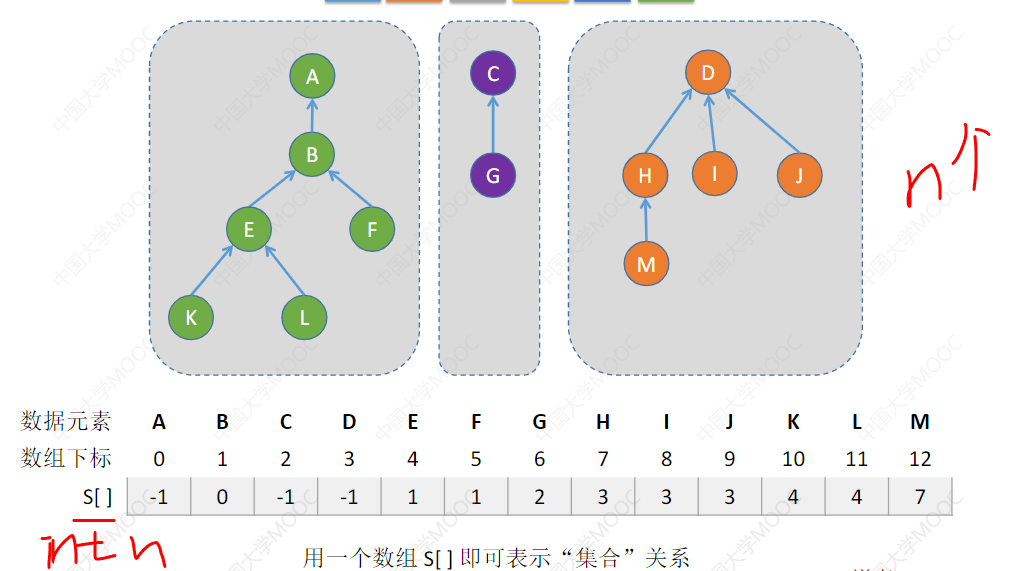 A
C
D
B
G
H
I
J
n个
E
F
M
K
L
数据元素 A B C D E F G H I J K L M
数组下标 0 1 2 3 4 5 6 7 8 9 10 11 12
S[ ] -1 0 -1 -1 1 1 2 3 3 3 4 4 7
int n
用一个数组 S[ ] 即可表示“集合”关系
中国大学MOOC